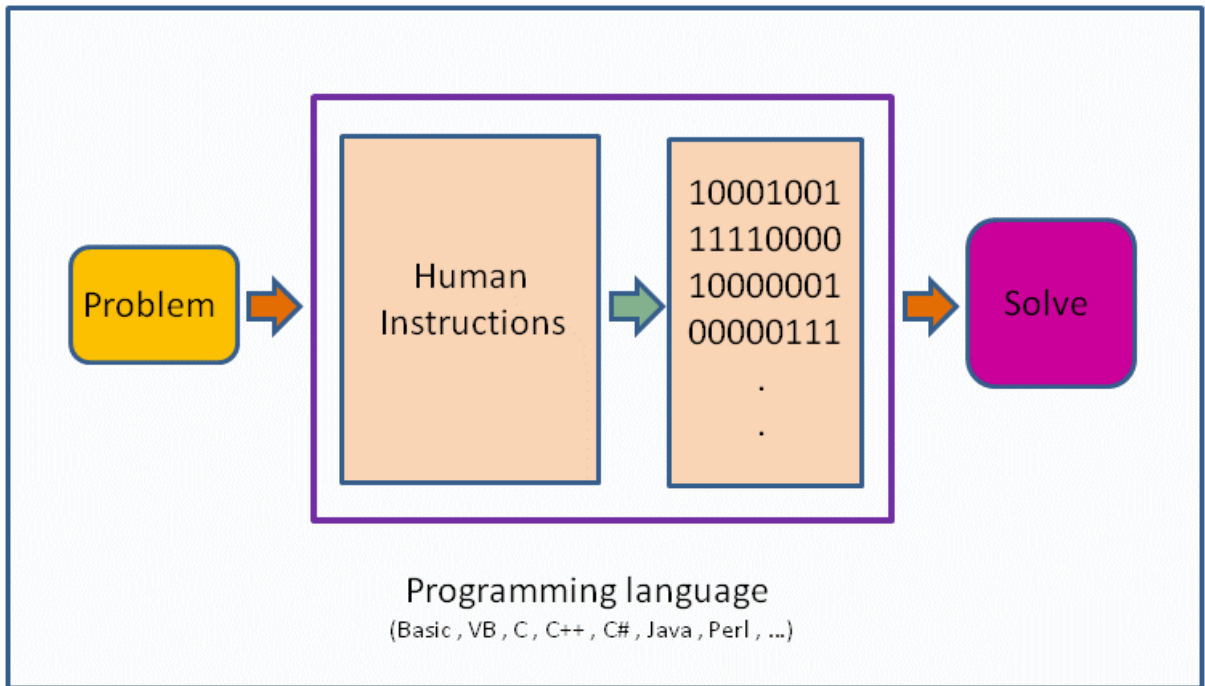 Problem
Human
Instructions
10001001
11110000
10000001
00000111
.
.
Solve
Programming language
(Basic , VB , C , C++ , C# , Java , Perl , ...)